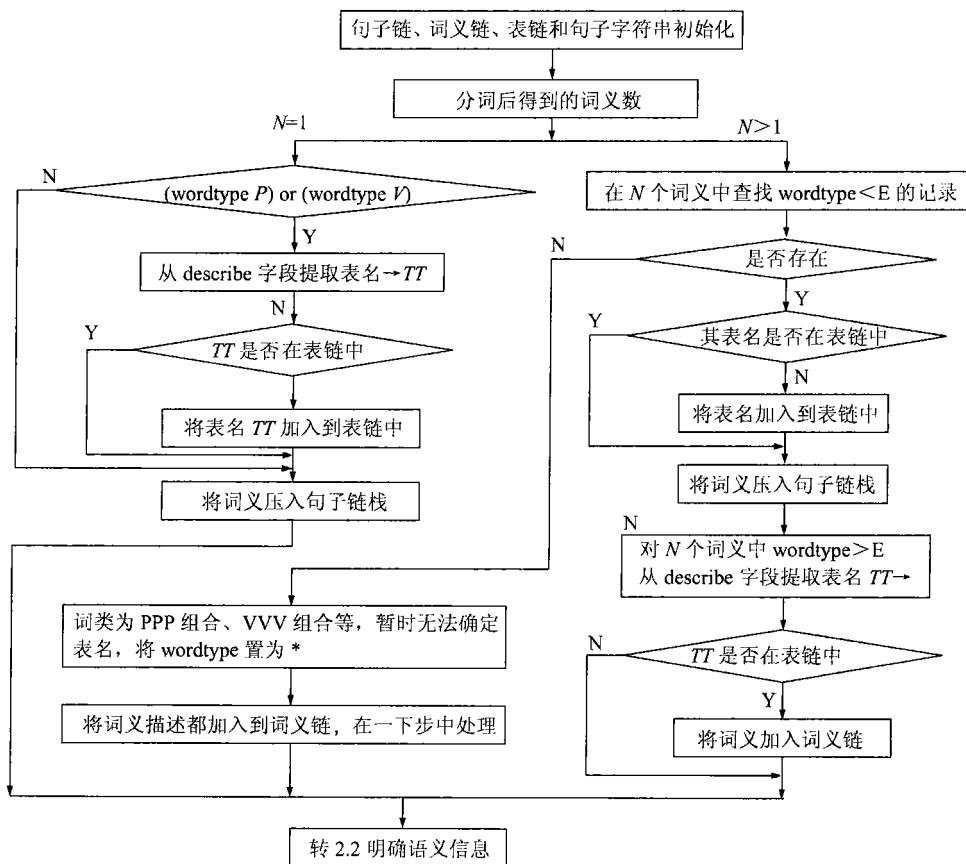 句子链、词义链、表链和句子字符串初始化
分词后得到的词义数
N=1
N>1
N
(wordtype P) or (wordtype V)
Y
从 describe 字段提取表名→TT
N
Y
TT 是否在表链中
将表名 TT 加入到表链中
将词义压入句子链栈
在 N 个词义中查找 wordtype<E 的记录
N
是否存在
Y
Y
其表名是否在表链中
N
将表名加入到表链中
将词义压入句子链栈
N
对 N 个词义中 wordtype>E
从 describe 字段提取表名 TT→
N
TT 是否在表链中
Y
将词义加入词义链
词类为 PPP 组合、VVV 组合等，暂时无法确定
表名，将 wordtype 置为 *
将词义描述都加入到词义链，在一下步中处理
转 2.2 明确语义信息